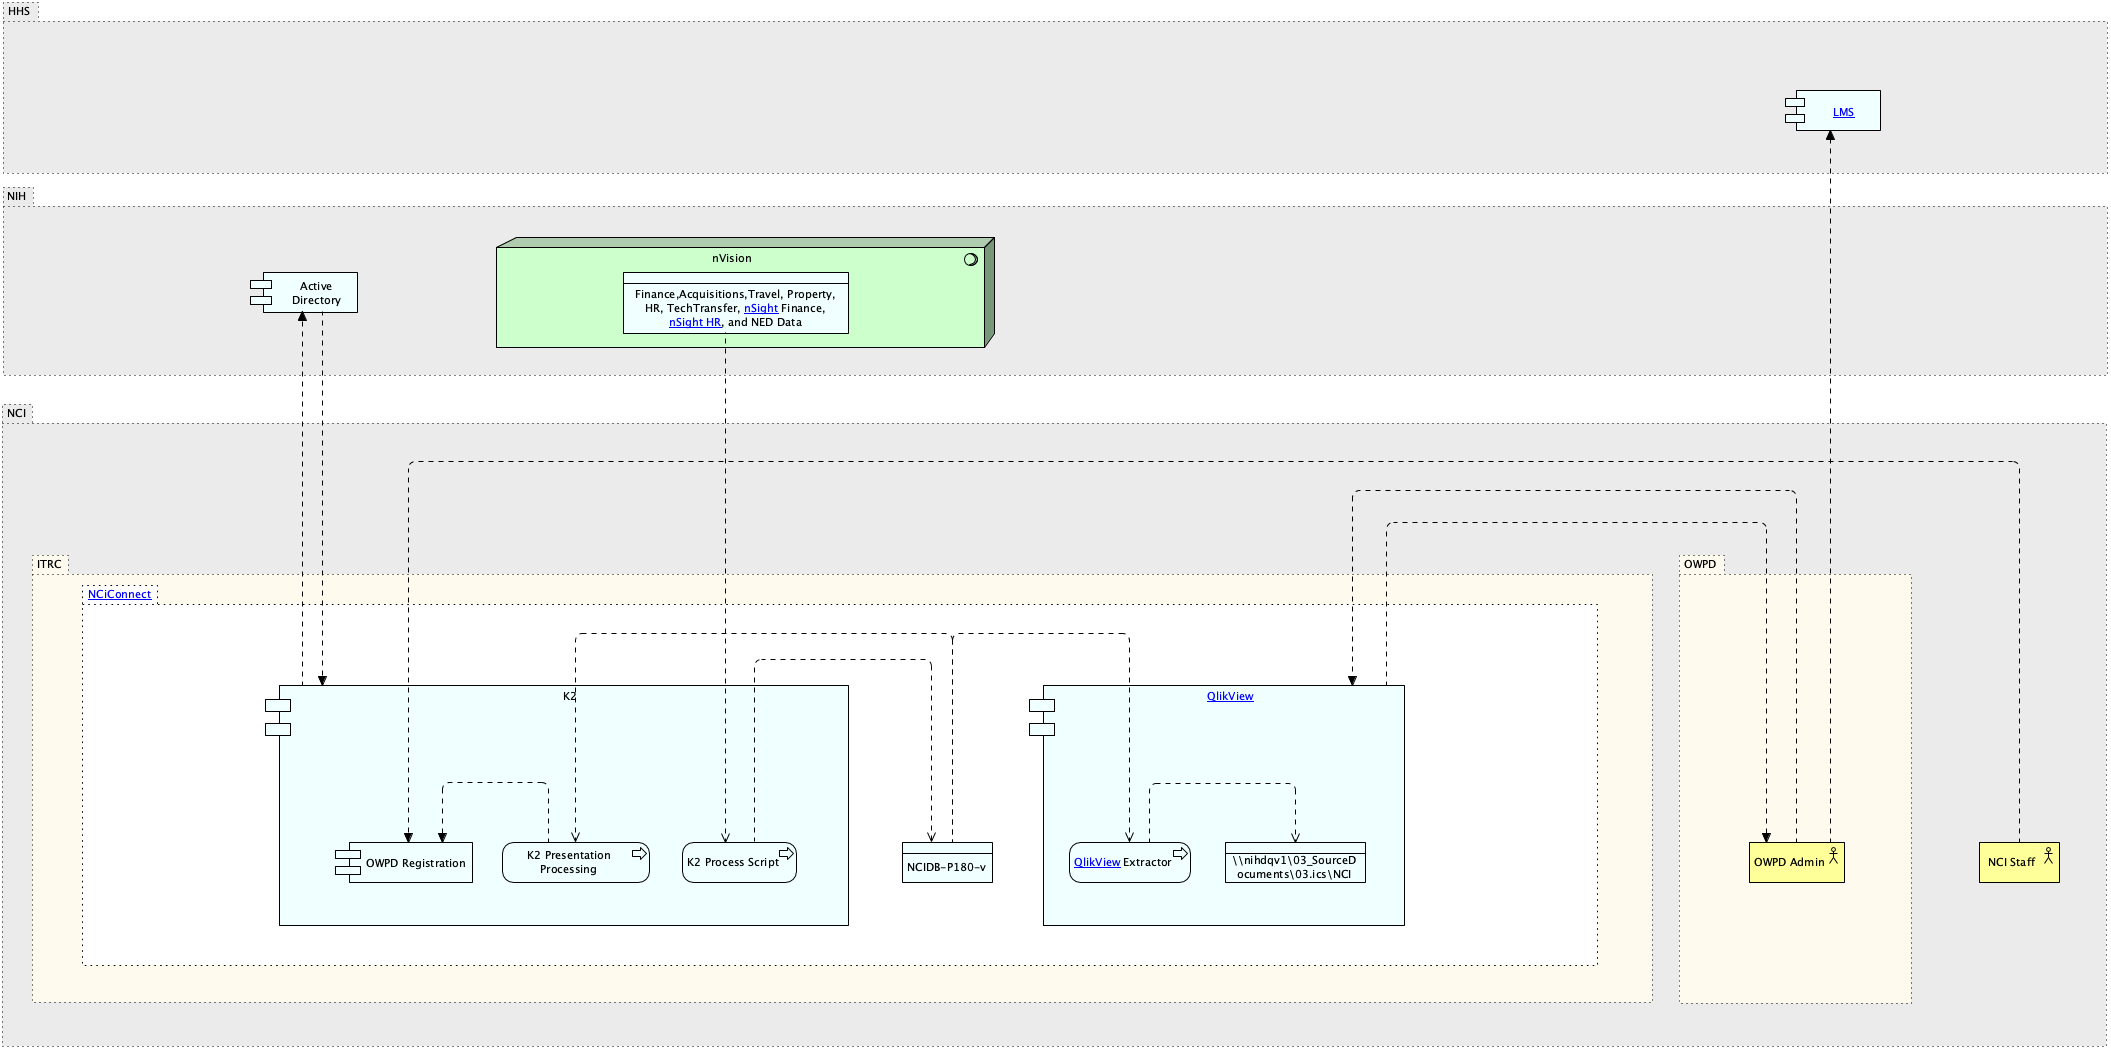 HHS
LMS
NIH
nVision
Active
Directory
Finance,Acquisitions,Travel, Property,
HR, TechTransfer, nSight Finance,
nSight HR, and NED Data
NCI
ITRC
OWPD
NCiConnect
K2
QlikView
OWPD Registration
K2 Presentation
Processing
K2 Process Script
NCIDB-P180-v
QlikView Extractor
\\nihdqv1\03_SourceD
ocuments\03.ics\NCI
OWPD Admin
NCI Staff